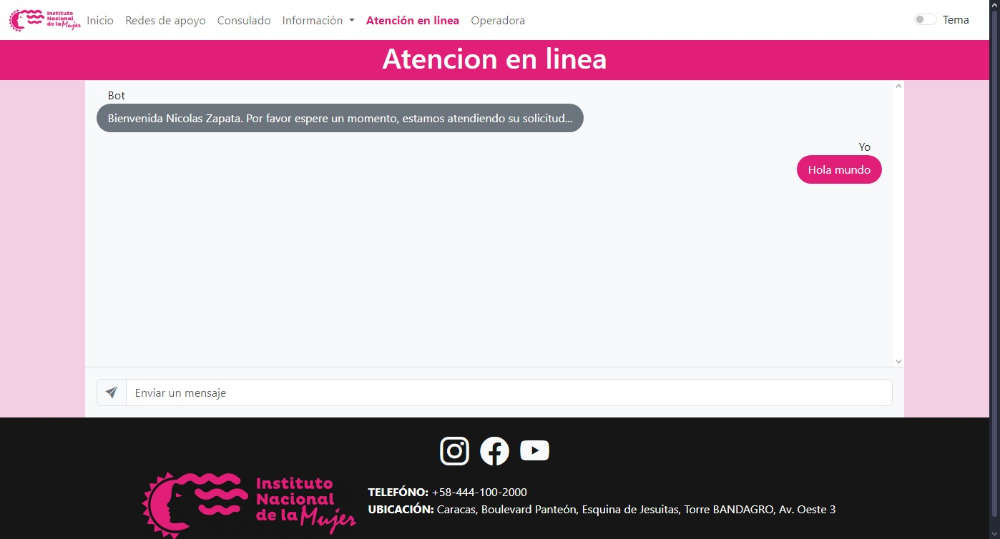 Instituto
Nacional
de la Mujer
Inicio Redes de apoyo Consulado Información Atención en linea Operadora Tema
Atencion en linea
Bot
Bienvenida Nicolas Zapata. Por favor espere un momento, estamos atendiendo su solicitud...
Yo
Hola mundo
Enviar un mensaje
Instituto
Nacional
de la Mujer
TELEFÓNO: +58-444-100-2000
UBICACIÓN: Caracas, Boulevard Panteón, Esquina de Jesuitas, Torre BANDAGRO, Av. Oeste 3